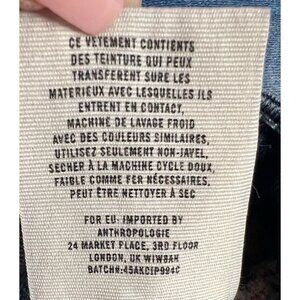 CE VETEMENT CONTIENTS
DES TEINTURE QUI PEUX
TRANSFERENT SURE LES
MATERIEUX AVEC LESQUELLES ILS
ENTRENT EN CONTACT,
MACHINE DE LAVAGE FROID
AVEC DES COULEURS SIMILAIRES,
UTILISEZ SEULEMENT NON-JAVEL,
SECHER A LA MACHINE CYCLE DOUX,
FAIBLE COMME FER NÉCESSAIRES,
PEUT ÊTRE NETTOYER À SEC
FOR EU: IMPORTED BY
ANTHROPOLOGIE
24 MARKET PLACE, 3RD FLOOR
LONDON, UK W1W8AH
BATCH#:45AKCIP994C